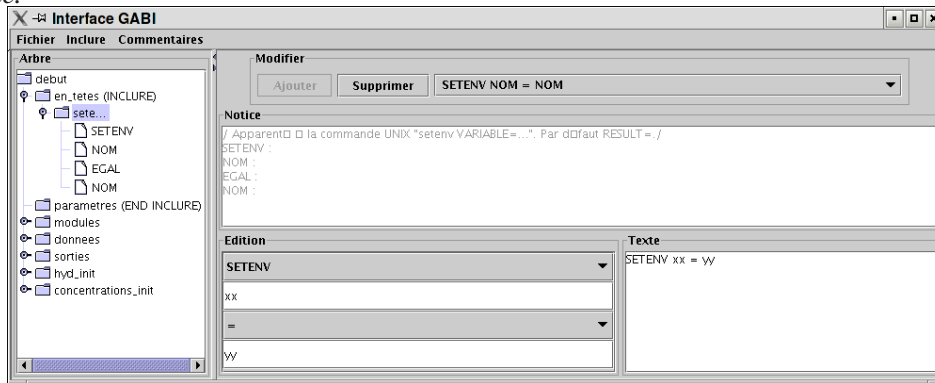 Interface GABI
Fichier Inclure Commentaires
Arbre
debut
en_tetes (INCLURE)
sete...
SETENV
NOM
EGAL
NOM
parametres (END INCLURE)
modules
donnees
sorties
hyd_init
concentrations_init
Modifier
Ajouter Supprimer SETENV NOM = NOM
Notice
/ Apparent□ □ la commande UNIX "setenv VARIABLE=...". Par d□faut RESULT=./
SETENV :
NOM :
EGAL :
NOM :
Edition
SETENV
xx
=
yy
Texte
SETENV xx = yy